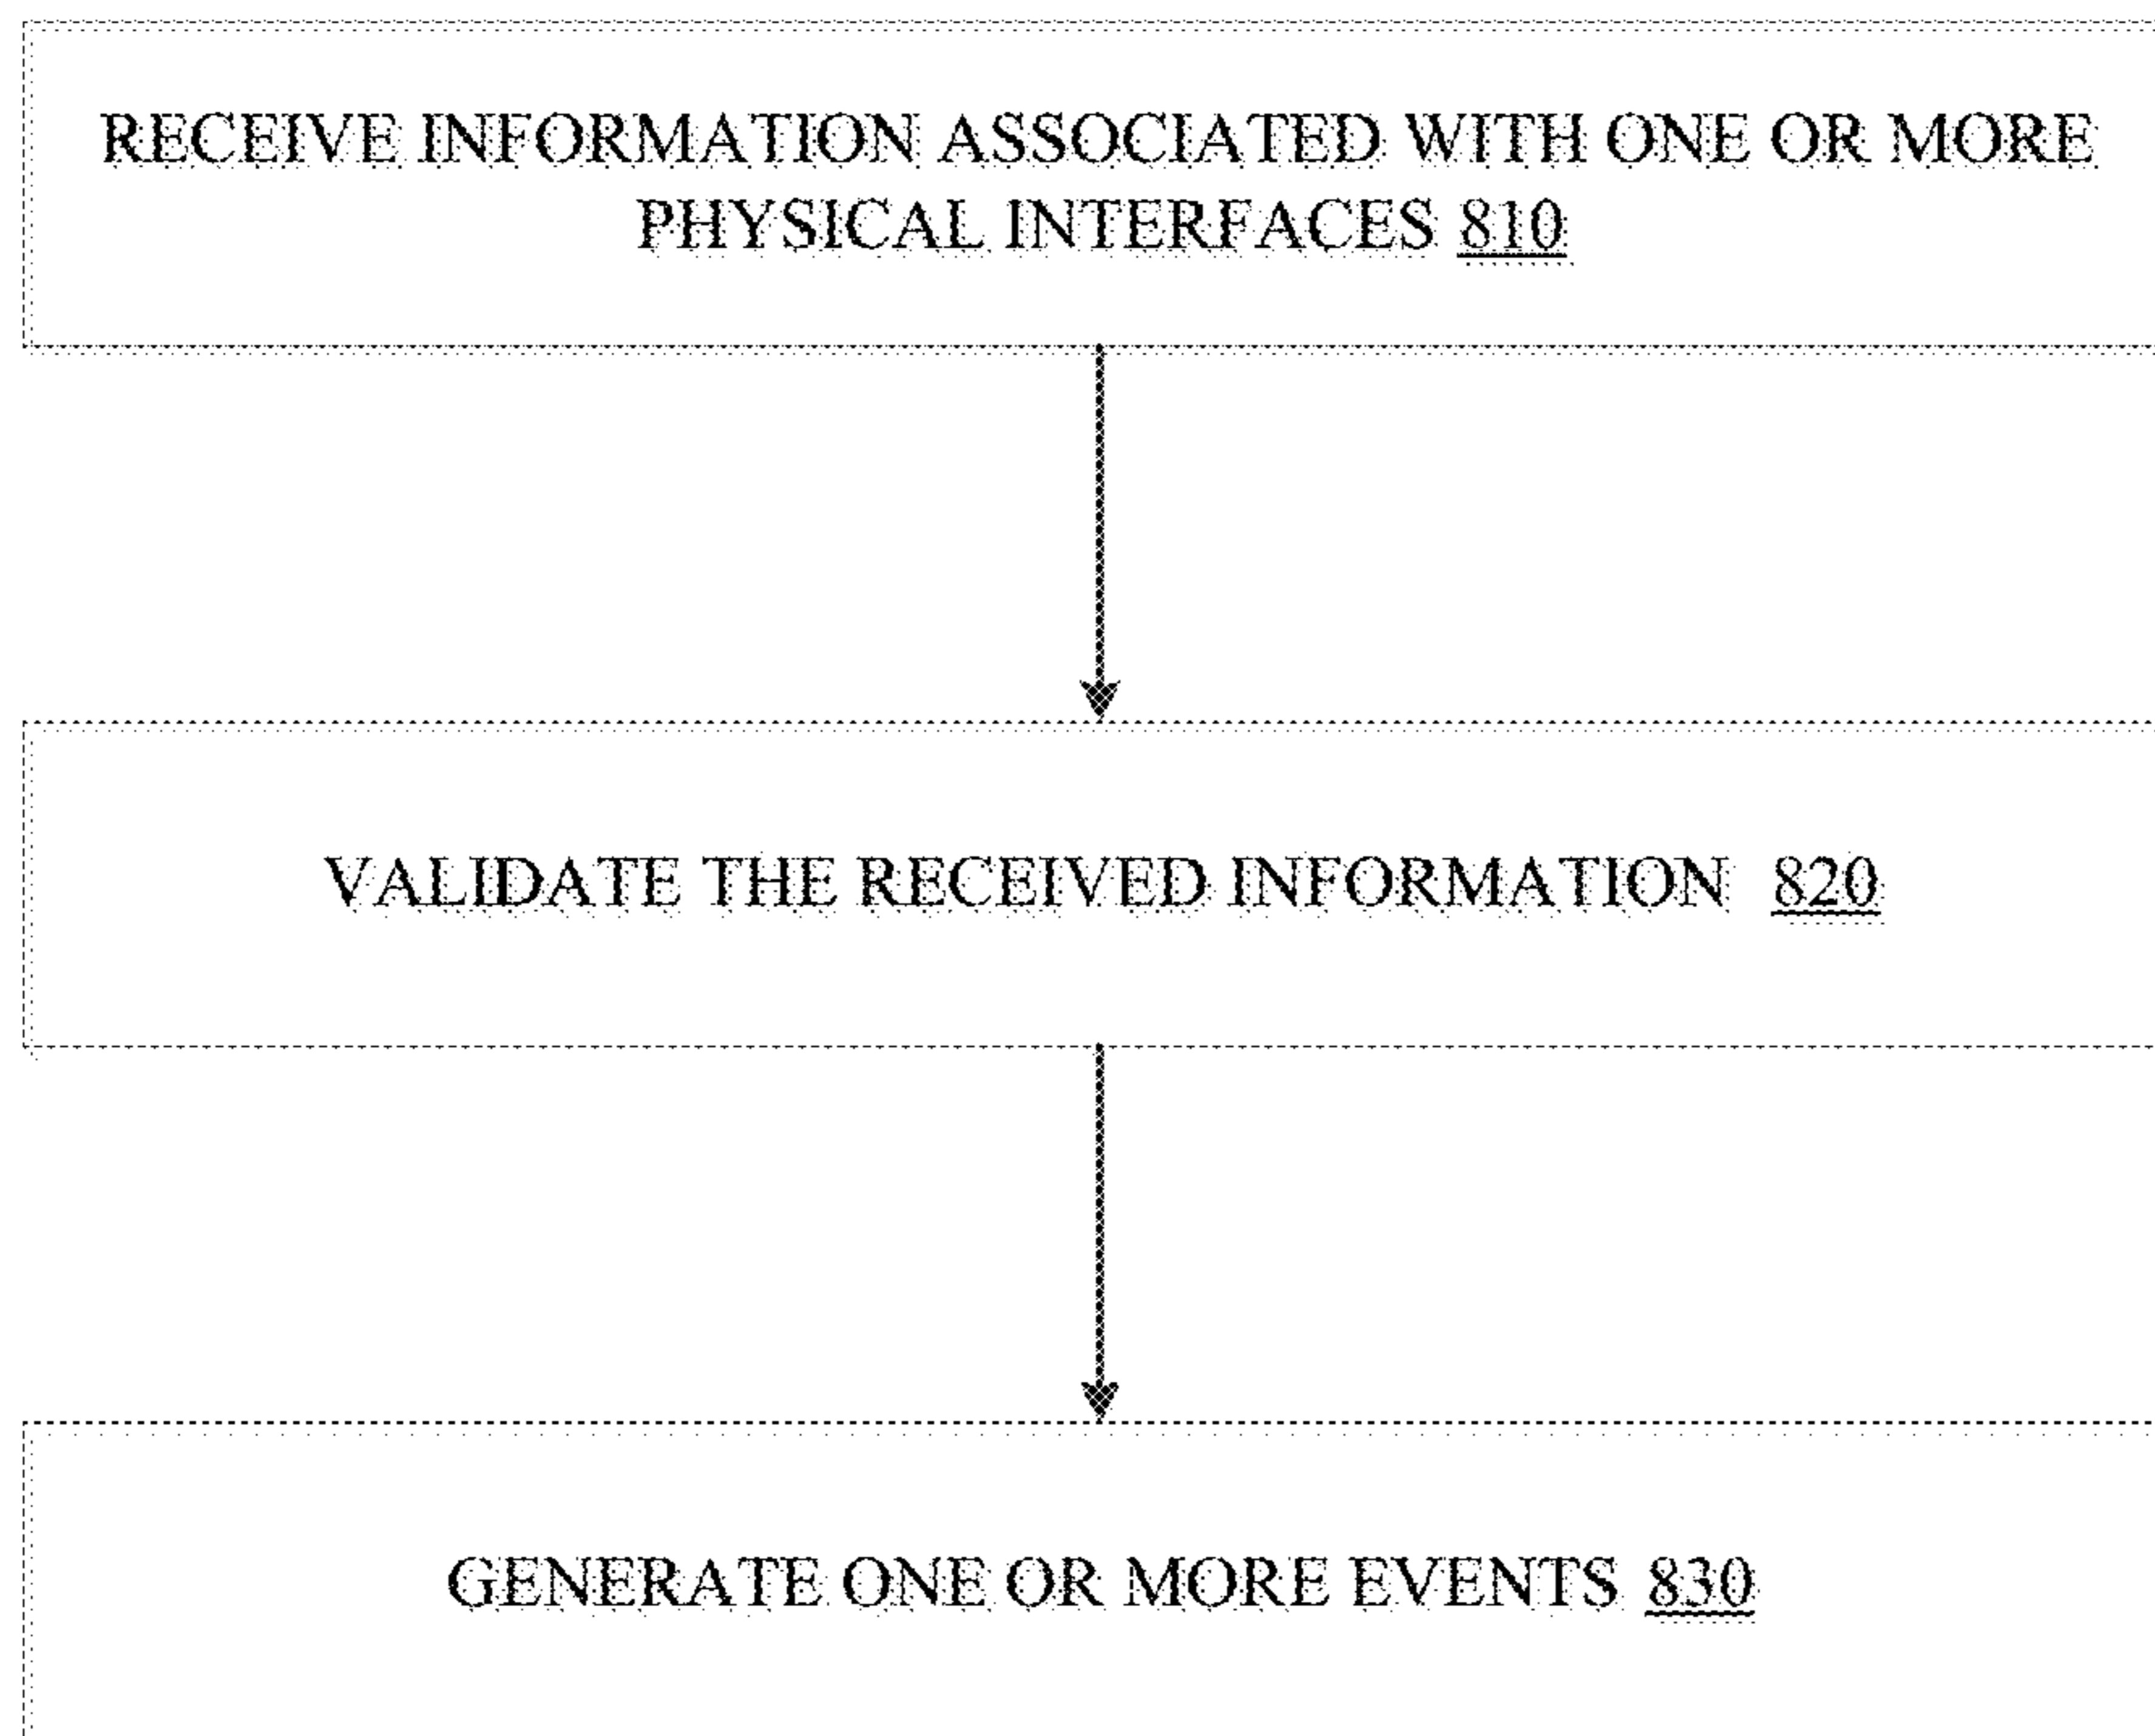 RECEIVE INFORMATION ASSOCIATED WITH ONE OR MORE
PHYSICAL INTERFACES 810
VALIDATE THE RECEIVED INFORMATION 820
GENERATE ONE OR MORE EVENTS 830